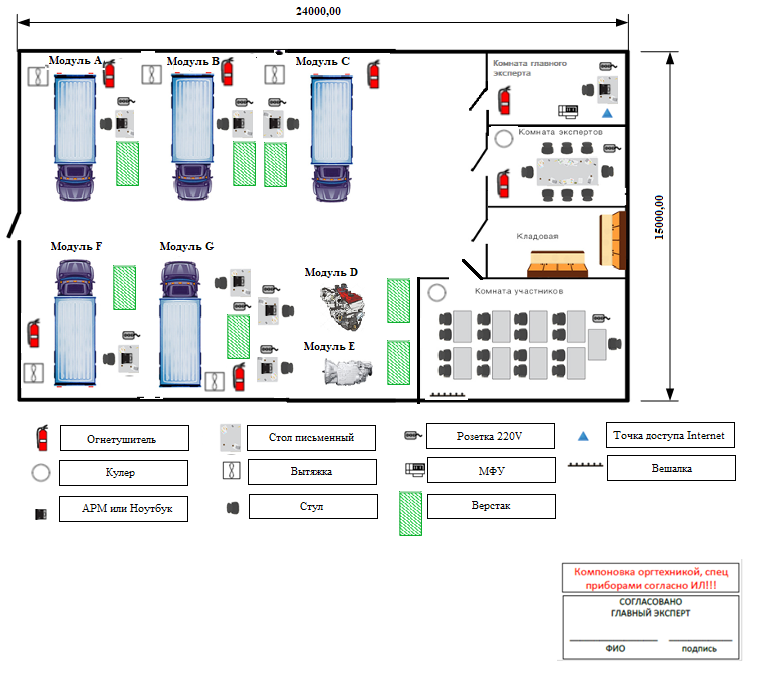 24000,00
Модуль A
Модуль B
Модуль C
Комната главного
эксперта
Комната экспертов
15000,00
Кладовая
Модуль F
Модуль G
Модуль D
Комната участников
Модуль E
Огнетушитель
Стол письменный
Розетка 220V
Точка доступа Internet
Кулер
Вытяжка
МФУ
Вешалка
АРМ или Ноутбук
Стул
Верстак
Компоновка оргтехникой, спец
приборами согласно ИЛ!!!
СОГЛАСОВАНО
ГЛАВНЫЙ ЭКСПЕРТ
ФИО
подпись